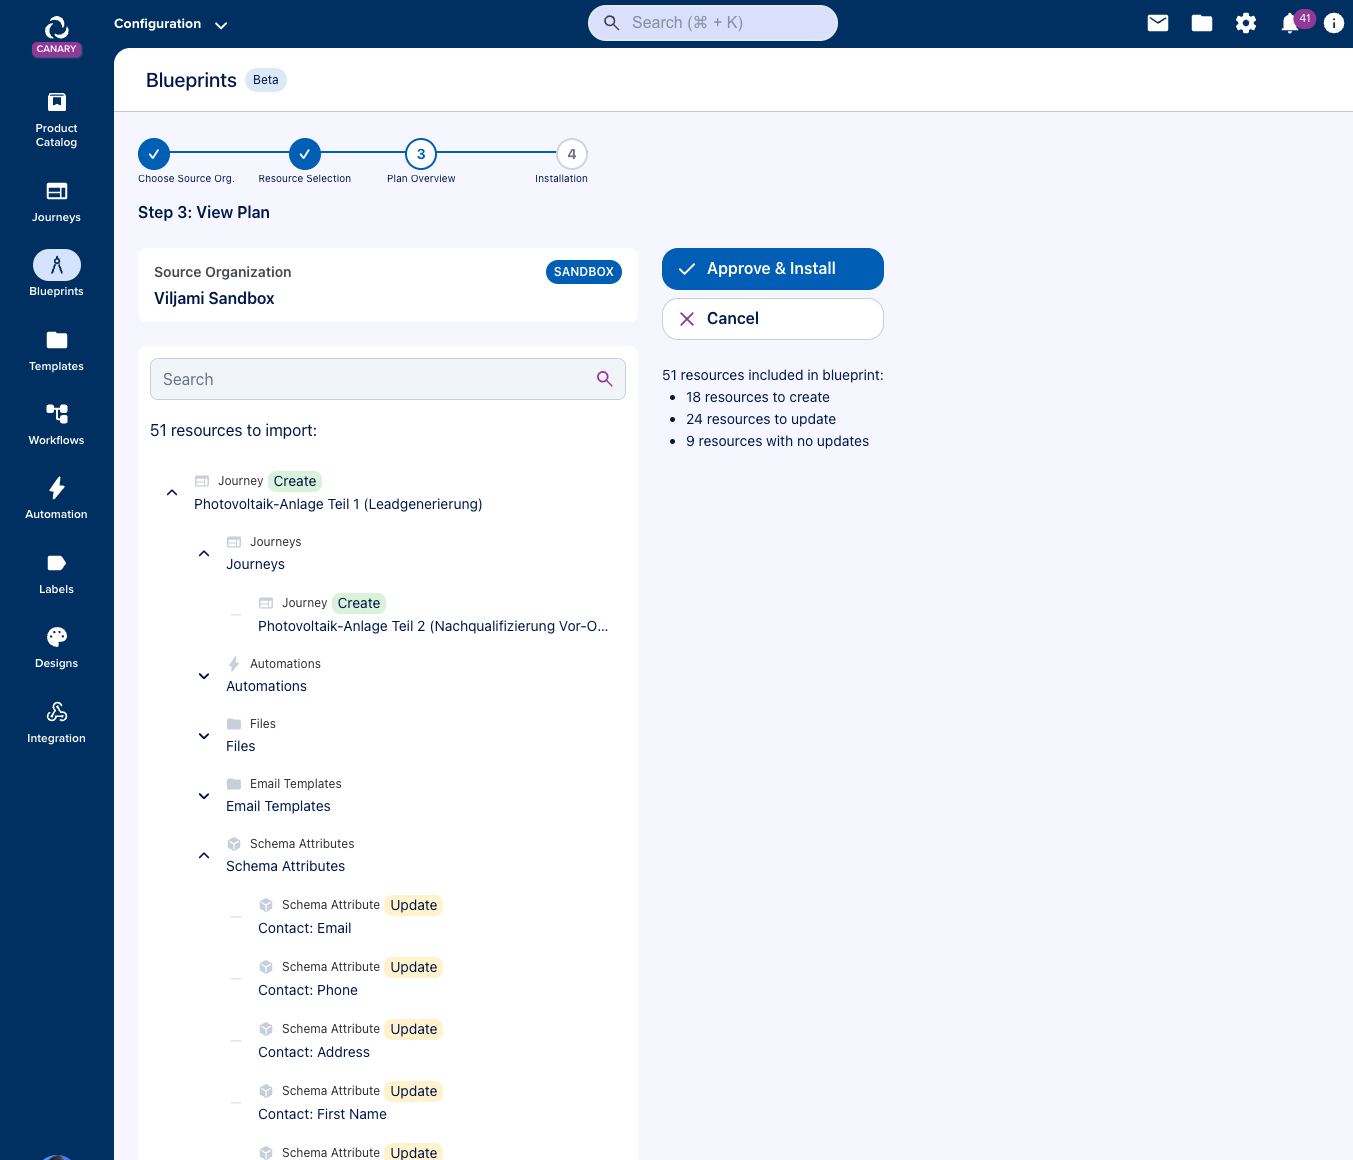 Configuration
Search (⌘ + K)
41
CANARY
Product
Catalog
Journeys
Blueprints
Templates
Workflows
Automation
Labels
Designs
Integration
Blueprints
Beta
3
4
Choose Source Org.
Resource Selection
Plan Overview
Installation
Step 3: View Plan
Source Organization
SANDBOX
Viljami Sandbox
Approve & Install
Cancel
51 resources included in blueprint:
• 18 resources to create
• 24 resources to update
• 9 resources with no updates
Search
51 resources to import:
Journey Create
Photovoltaik-Anlage Teil 1 (Leadgenerierung)
Journeys
Journeys
Journey Create
Photovoltaik-Anlage Teil 2 (Nachqualifizierung Vor-O...
Automations
Automations
Files
Files
Email Templates
Email Templates
Schema Attributes
Schema Attributes
Schema Attribute Update
Contact: Email
Schema Attribute Update
Contact: Phone
Schema Attribute Update
Contact: Address
Schema Attribute Update
Contact: First Name
Schema Attribute Update